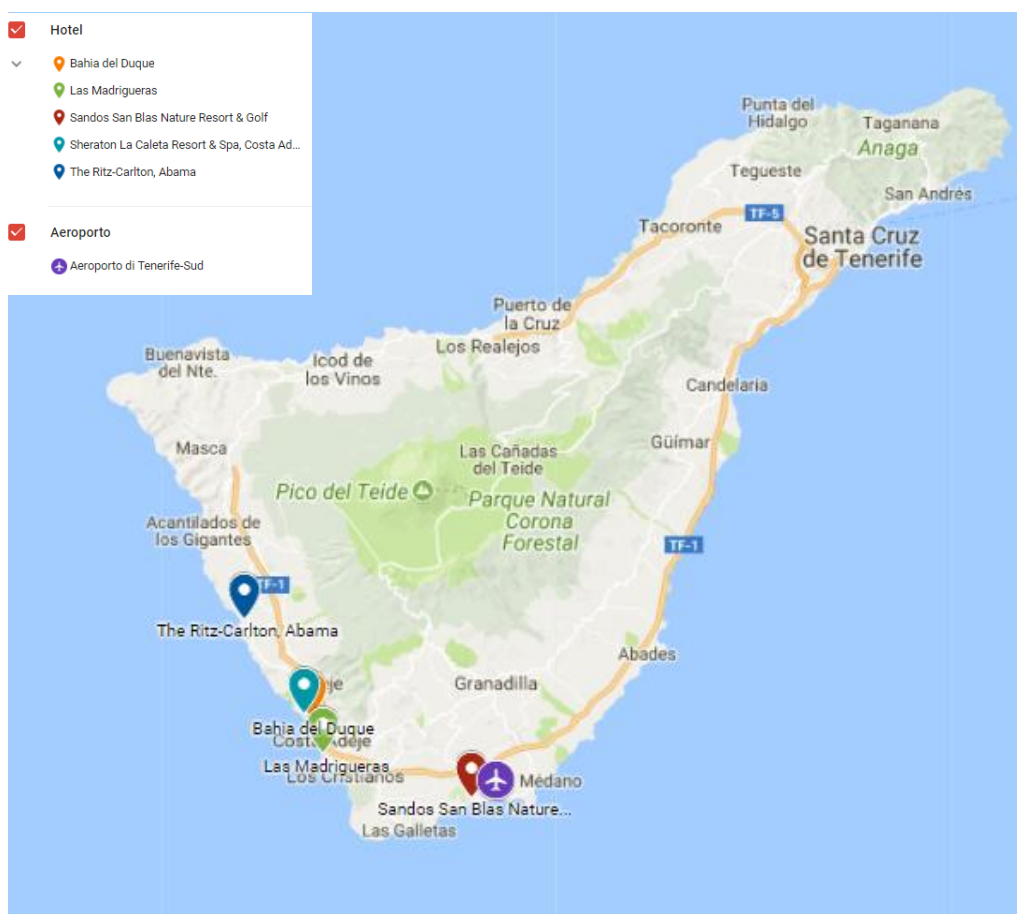 Hotel
Bahia del Duque
Las Madrigueras
Sandos San Blas Nature Resort & Golf
Sheraton La Caleta Resort & Spa, Costa Ad...
The Ritz-Carlton, Abama
Aeroporto
Aeroporto di Tenerife-Sud
Punta del
Hidalgo
Taganana
Anaga
Tegueste
San Andrés
TF-5
Tacoronte
Santa Cruz
de Tenerife
Puerto de
la Cruz
Los Realejos
Buenavista
del Nte.
Icod de
los Vinos
Candelaria
Masca
Güímar
Las Cañadas
del Teide
Pico del Teide
Parque Natural
Corona
Forestal
Acantilados de
los Gigantes
TF-1
TF-1
The Ritz-Carlton, Abama
Abades
Granadilla
Bahia del Duque
Costa Adeje
Las Madrigueras
Los Cristianos
Médano
Sandos San Blas Nature...
Las Galletas